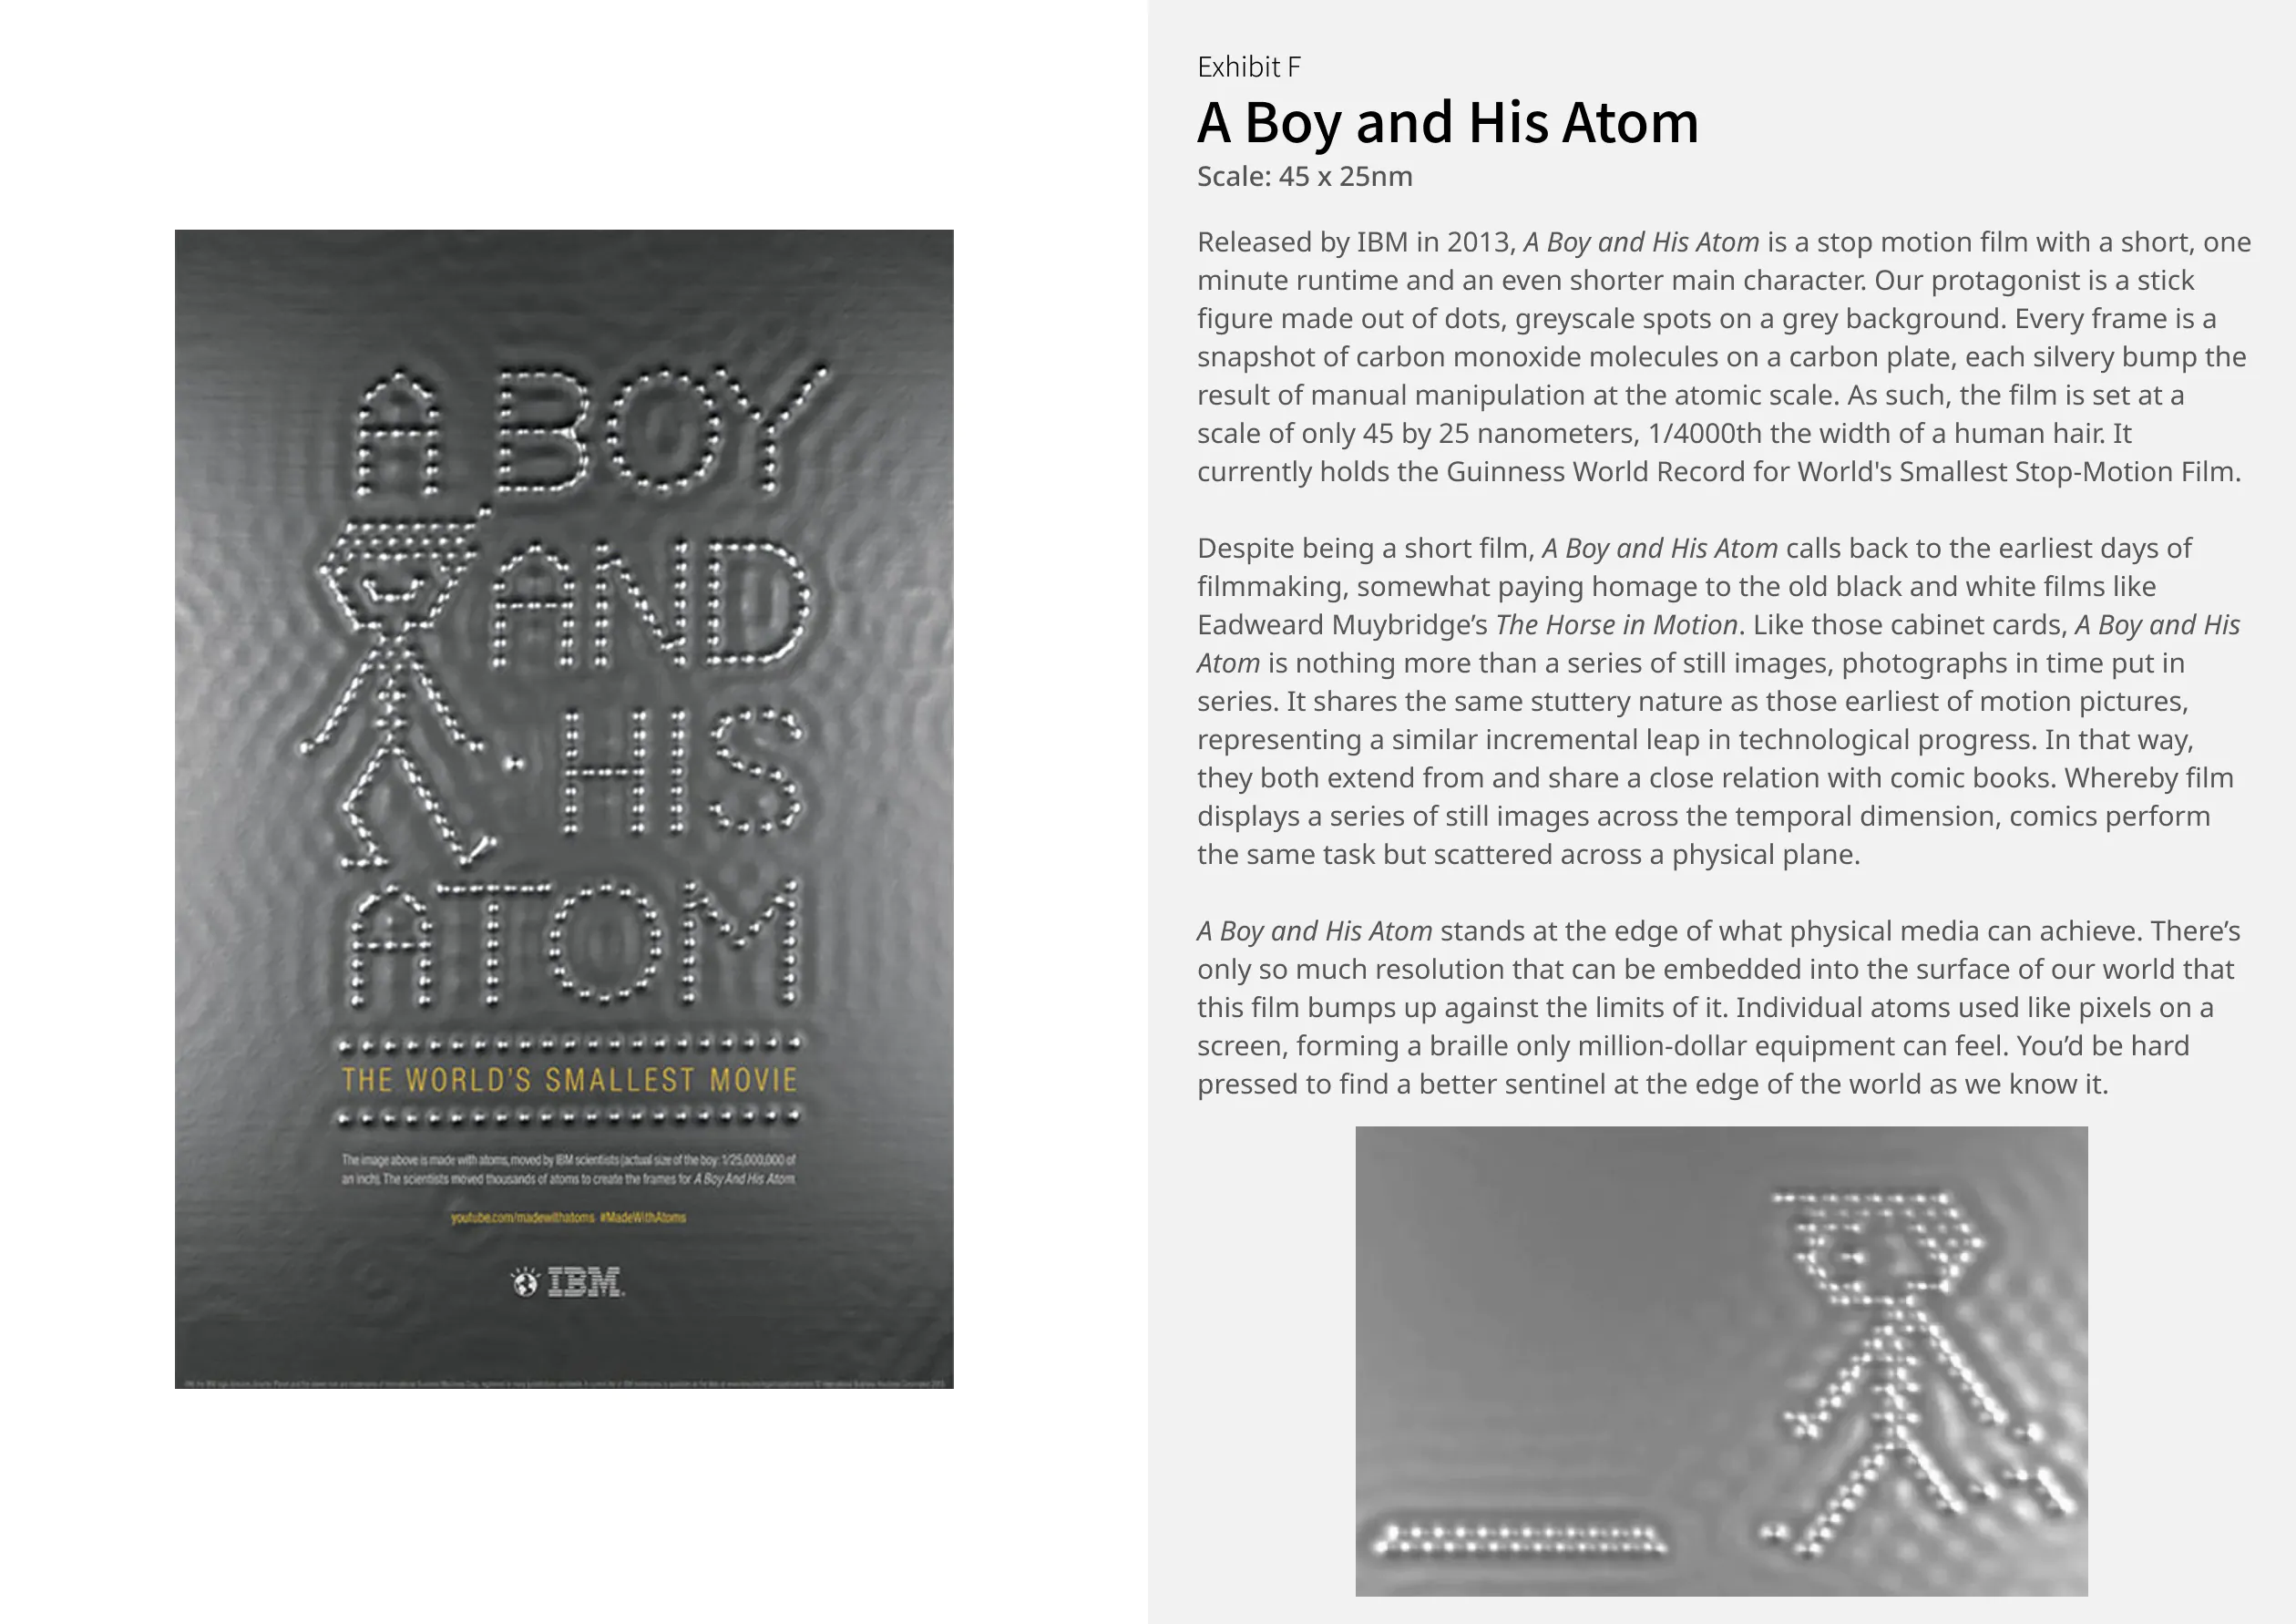 A BOY
AND
HIS
ATOM
THE WORLD'S SMALLEST MOVIE
The image above is made with atoms, moved by IBM scientists (actual size of the boy: 1/25,000,000 of
an inch). The scientists moved thousands of atoms to create the frames for A Boy And His Atom.
youtube.com/madewithatoms #MadeWithAtoms
IBM
Exhibit F
A Boy and His Atom
Scale: 45 x 25nm
Released by IBM in 2013, A Boy and His Atom is a stop motion film with a short, one
minute runtime and an even shorter main character. Our protagonist is a stick
figure made out of dots, greyscale spots on a grey background. Every frame is a
snapshot of carbon monoxide molecules on a carbon plate, each silvery bump the
result of manual manipulation at the atomic scale. As such, the film is set at a
scale of only 45 by 25 nanometers, 1/4000th the width of a human hair. It
currently holds the Guinness World Record for World's Smallest Stop-Motion Film.
Despite being a short film, A Boy and His Atom calls back to the earliest days of
filmmaking, somewhat paying homage to the old black and white films like
Eadweard Muybridge’s The Horse in Motion. Like those cabinet cards, A Boy and His
Atom is nothing more than a series of still images, photographs in time put in
series. It shares the same stuttery nature as those earliest of motion pictures,
representing a similar incremental leap in technological progress. In that way,
they both extend from and share a close relation with comic books. Whereby film
displays a series of still images across the temporal dimension, comics perform
the same task but scattered across a physical plane.
A Boy and His Atom stands at the edge of what physical media can achieve. There’s
only so much resolution that can be embedded into the surface of our world that
this film bumps up against the limits of it. Individual atoms used like pixels on a
screen, forming a braille only million-dollar equipment can feel. You’d be hard
pressed to find a better sentinel at the edge of the world as we know it.